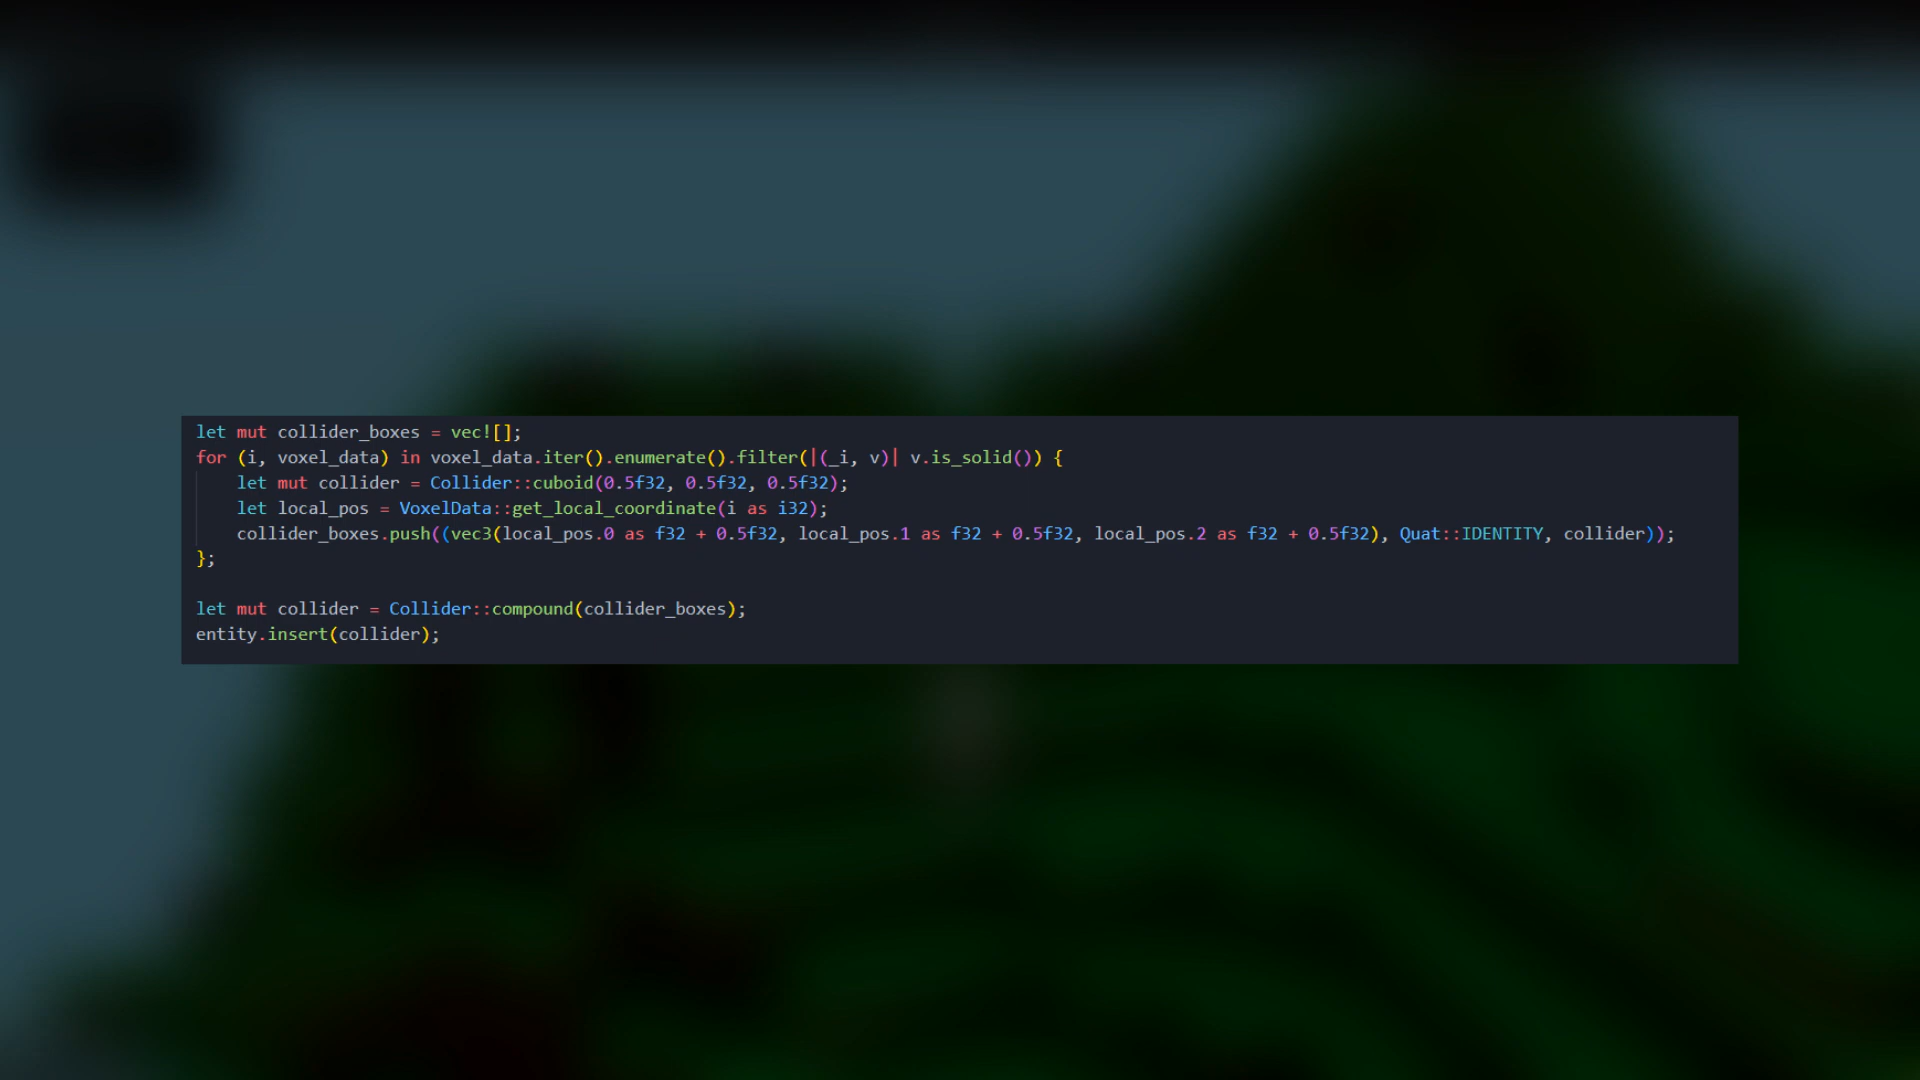 let mut collider_boxes = vec![];
for (i, voxel_data) in voxel_data.iter().enumerate().filter(|(_i, v)| v.is_solid()) {
    let mut collider = Collider::cuboid(0.5f32, 0.5f32, 0.5f32);
    let local_pos = VoxelData::get_local_coordinate(i as i32);
    collider_boxes.push((vec3(local_pos.0 as f32 + 0.5f32, local_pos.1 as f32 + 0.5f32, local_pos.2 as f32 + 0.5f32), Quat::IDENTITY, collider));
};

let mut collider = Collider::compound(collider_boxes);
entity.insert(collider);